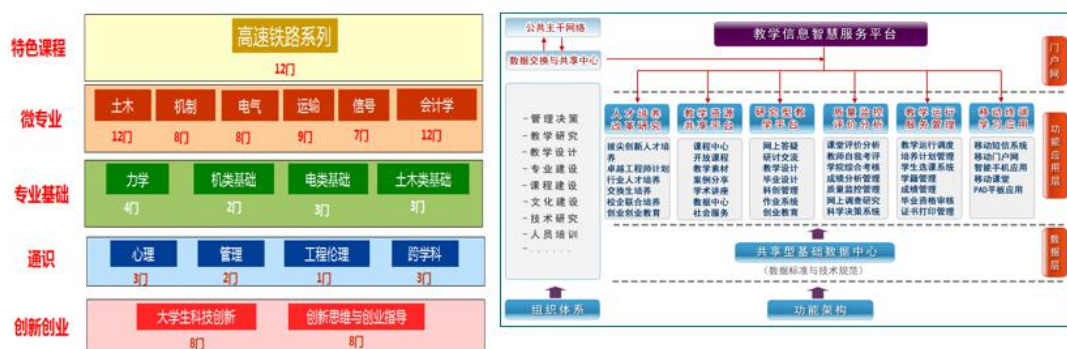 特色课程
高速铁路系列
12门
微专业
土木
机制
电气
运输
信号
会计学
12门
8门
8门
9门
7门
12门
专业基础
力学
机类基础
电类基础
土木类基础
4门
2门
3门
3门
通识
心理
管理
工程伦理
跨学科
3门
2门
1门
3门
创新创业
大学生科技创新
创新思维与创业指导
8门
8门
公共主干网络
数据交换与共享中心
教学信息智慧服务平台
门户网
-管理决策
-教学研究
-教学设计
-专业建设
-课程建设
-文化建设
-技术研究
-人员培训
-......
组织体系
人才培养
改革研究
拔尖创新人才培
养
卓越工程师计划
行业人才培养
交换生培养
校企联合培养
创业创业教育
教学资源
共享平台
课程中心
开放课程
教学素材
案例分享
学术讲座
数据中心
社会服务
研究型教
学平台
网上答疑
研讨交流
教学设计
毕业设计
科创管理
作业系统
创业教育
质量监控
评价分析
课堂评价分析
教师自我考评
学院综合考核
成绩分析管理
质量监控管理
网上调查研究
科学决策系统
教学运行
服务管理
教学运行调度
培养计划管理
学生选课系统
学籍管理
成绩管理
毕业资格审核
证书打印管理
移动终端
学习应用
移动短信系统
移动门户网
智能手机应用
移动课堂
PAD平板应用
功能应用层
共享型基础数据中心
(数据标准与技术规范)
数据层
功能架构